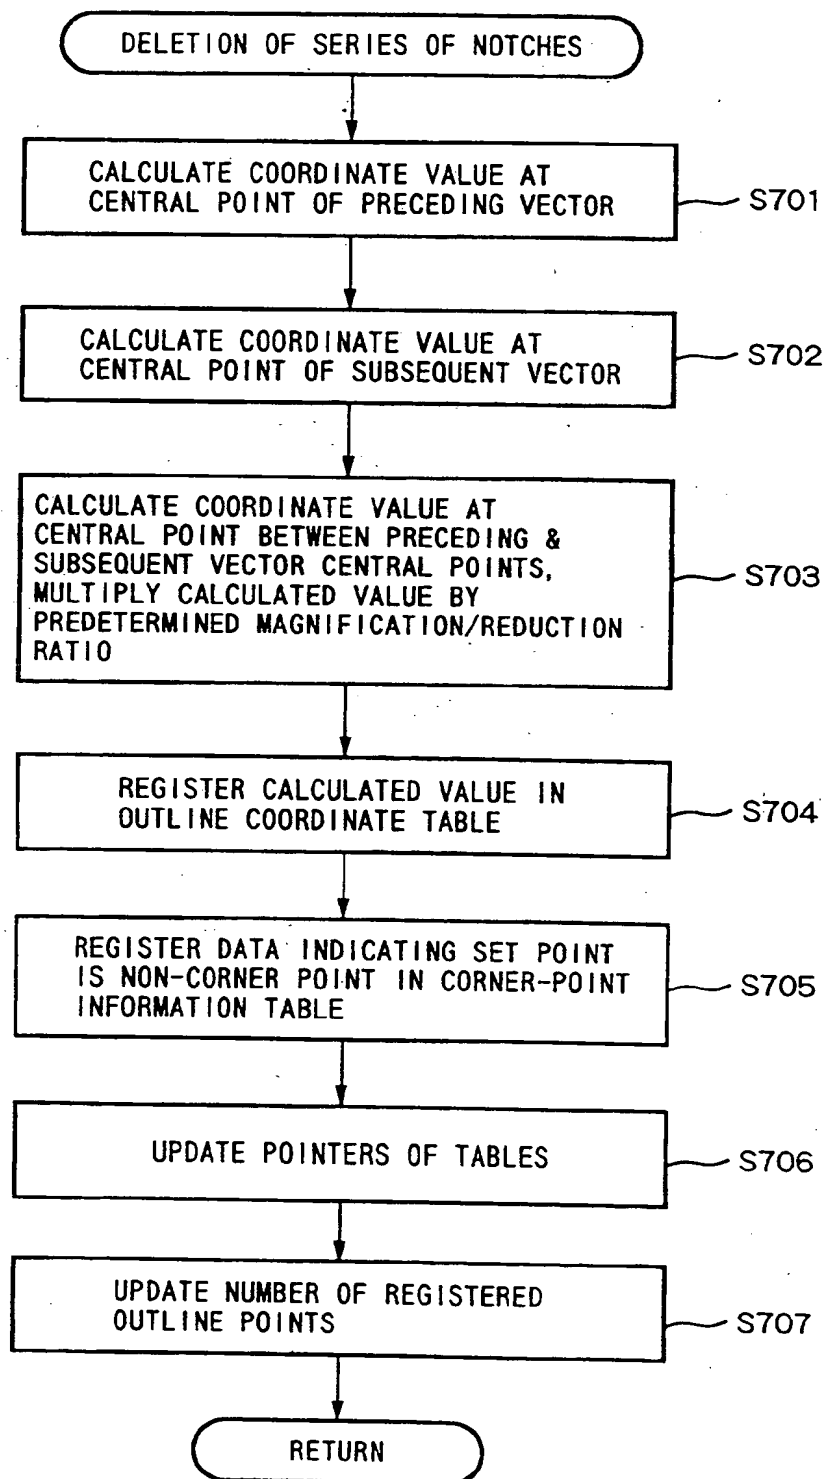 DELETION OF SERIES OF NOTCHES
CALCULATE COORDINATE VALUE AT
CENTRAL POINT OF PRECEDING VECTOR
S701
CALCULATE COORDINATE VALUE AT
CENTRAL POINT OF SUBSEQUENT VECTOR
S702
CALCULATE COORDINATE VALUE AT
CENTRAL POINT BETWEEN PRECEDING &
SUBSEQUENT VECTOR CENTRAL POINTS,
MULTIPLY CALCULATED VALUE BY
PREDETERMINED MAGNIFICATION/REDUCTION
RATIO
S703
REGISTER CALCULATED VALUE IN
OUTLINE COORDINATE TABLE
S704
REGISTER DATA INDICATING SET POINT
IS NON-CORNER POINT IN CORNER-POINT
INFORMATION TABLE
S705
UPDATE POINTERS OF TABLES
S706
UPDATE NUMBER OF REGISTERED
OUTLINE POINTS
S707
RETURN